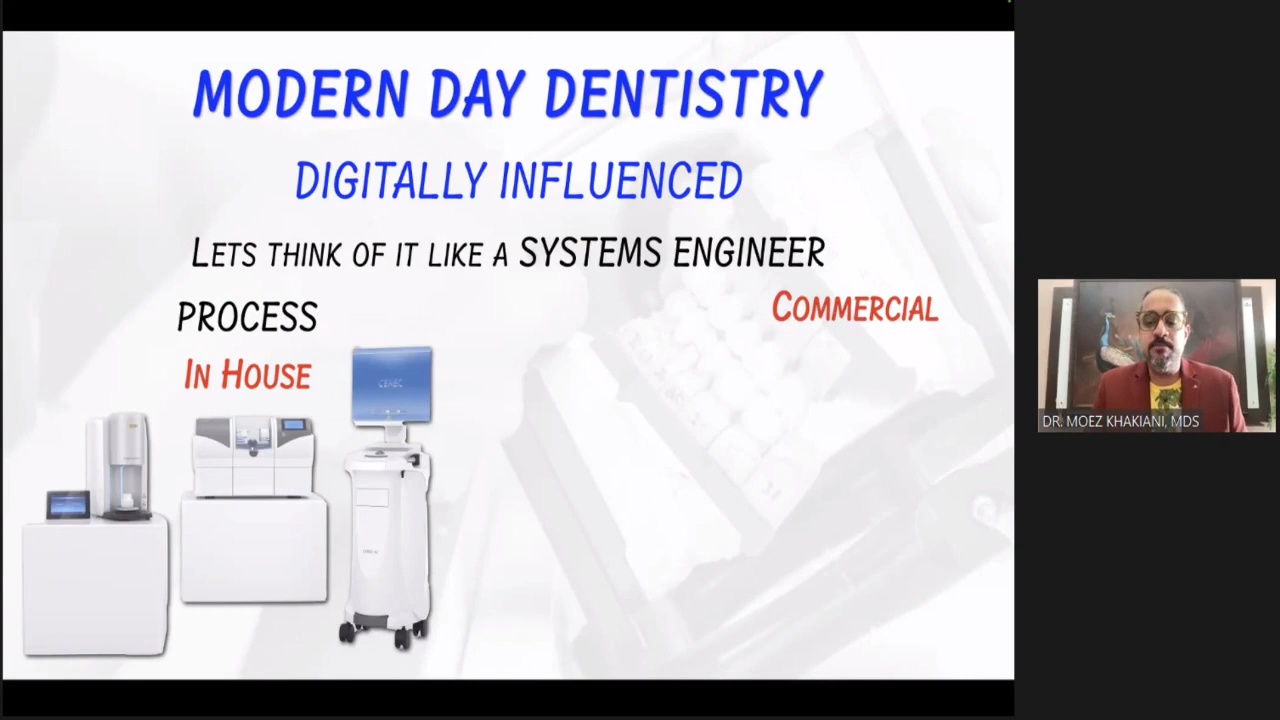 MODERN DAY DENTISTRY
DIGITALLY INFLUENCED
LETS THINK OF IT LIKE A SYSTEMS ENGINEER
PROCESS
COMMERCIAL
IN HOUSE
CEREC
DR. MOEZ KHAKIANI, MDS